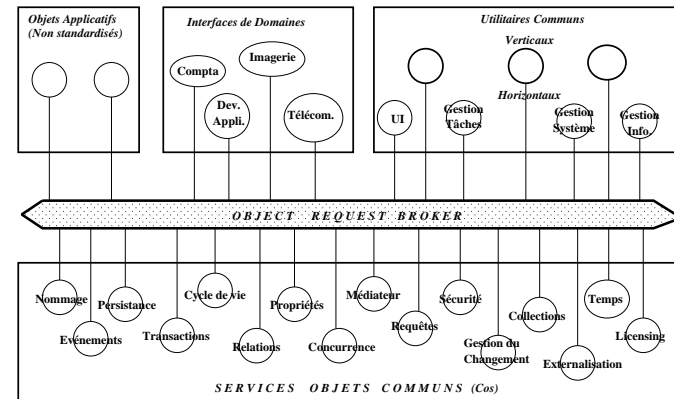 Objets Applicatifs
(Non standardisés)
Interfaces de Domaines
Utilitaires Communs
Verticaux
Compta
Imagerie
Dev.
Appli.
Télécom.
Horizontaux
UI
Gestion
Tâches
Gestion
Système
Gestion
Info.
OBJECT REQUEST BROKER
Nommage
Evénements
Persistance
Transactions
Cycle de vie
Relations
Propriétés
Concurrence
Médiateur
Requêtes
Sécurité
Gestion du
Changement
Collections
Externalisation
Temps
Licensing
SERVICES OBJETS COMMUNS (Cos)